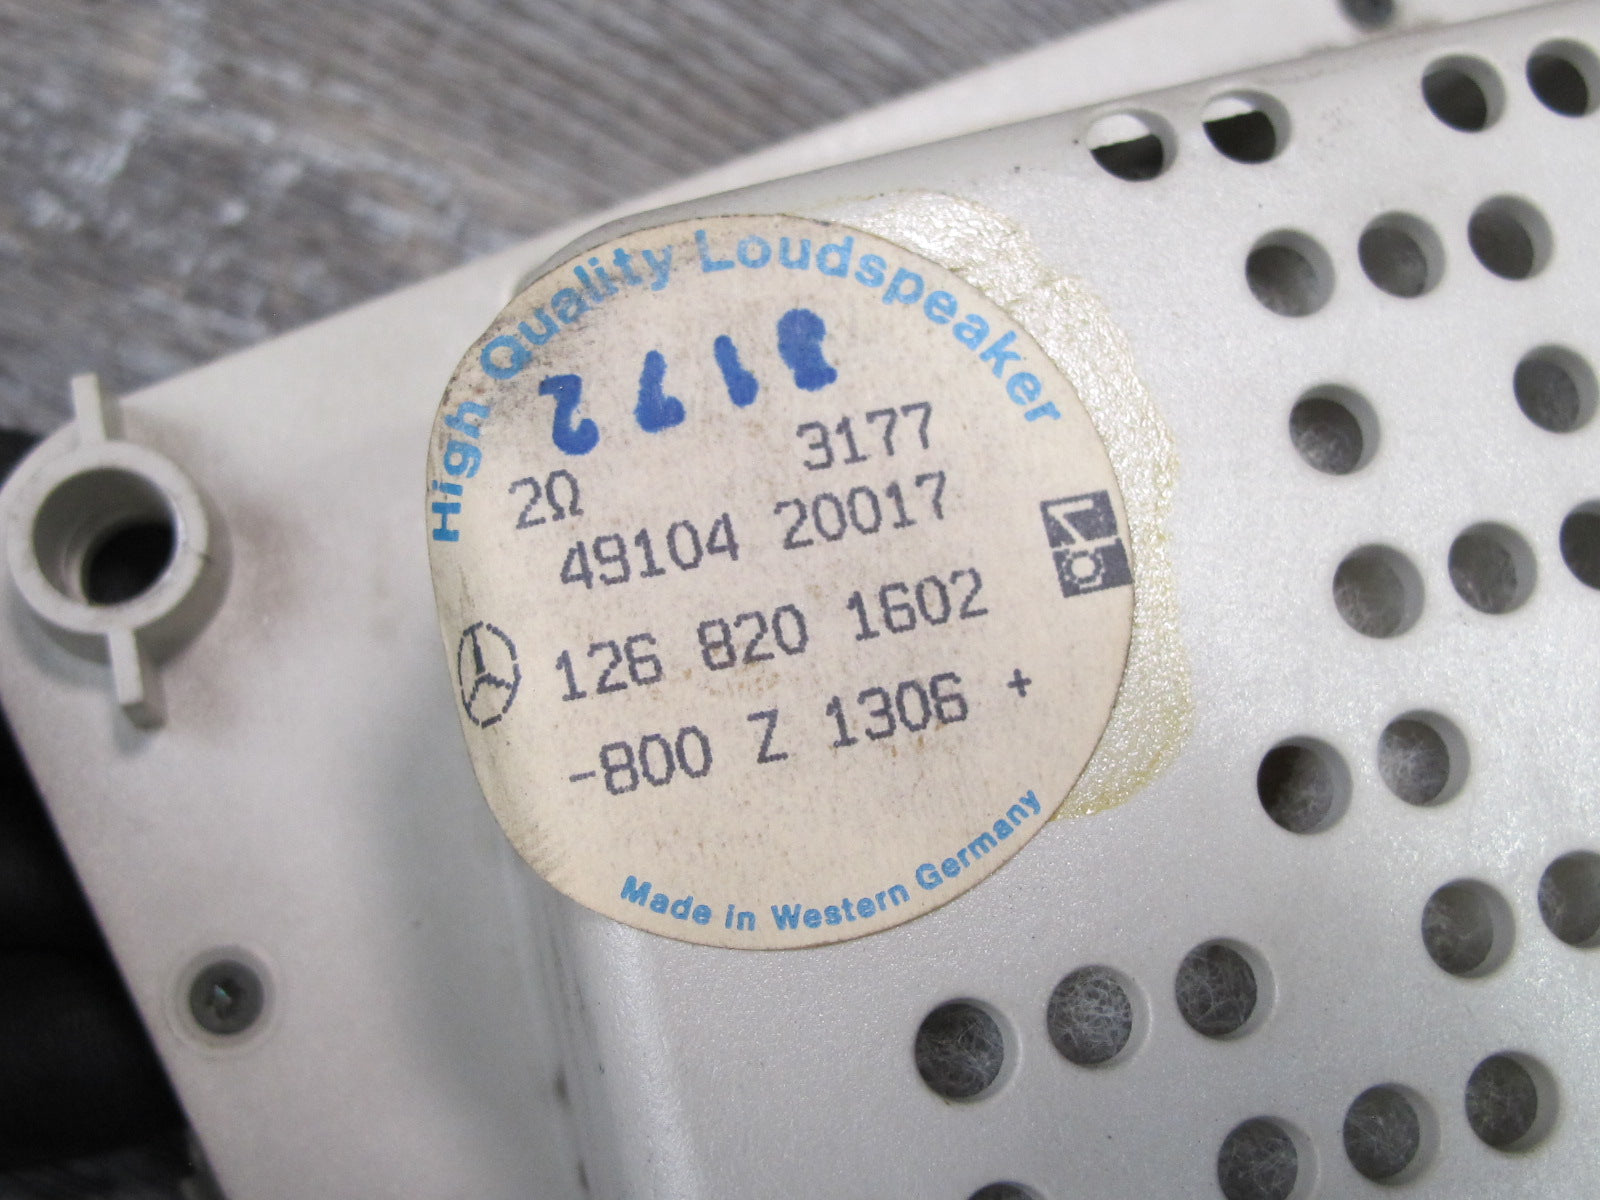 High Quality Loudspeaker
2Ω 3177
49104 20017
126 820 1602
-800 Z 1306 +
Made in Western Germany